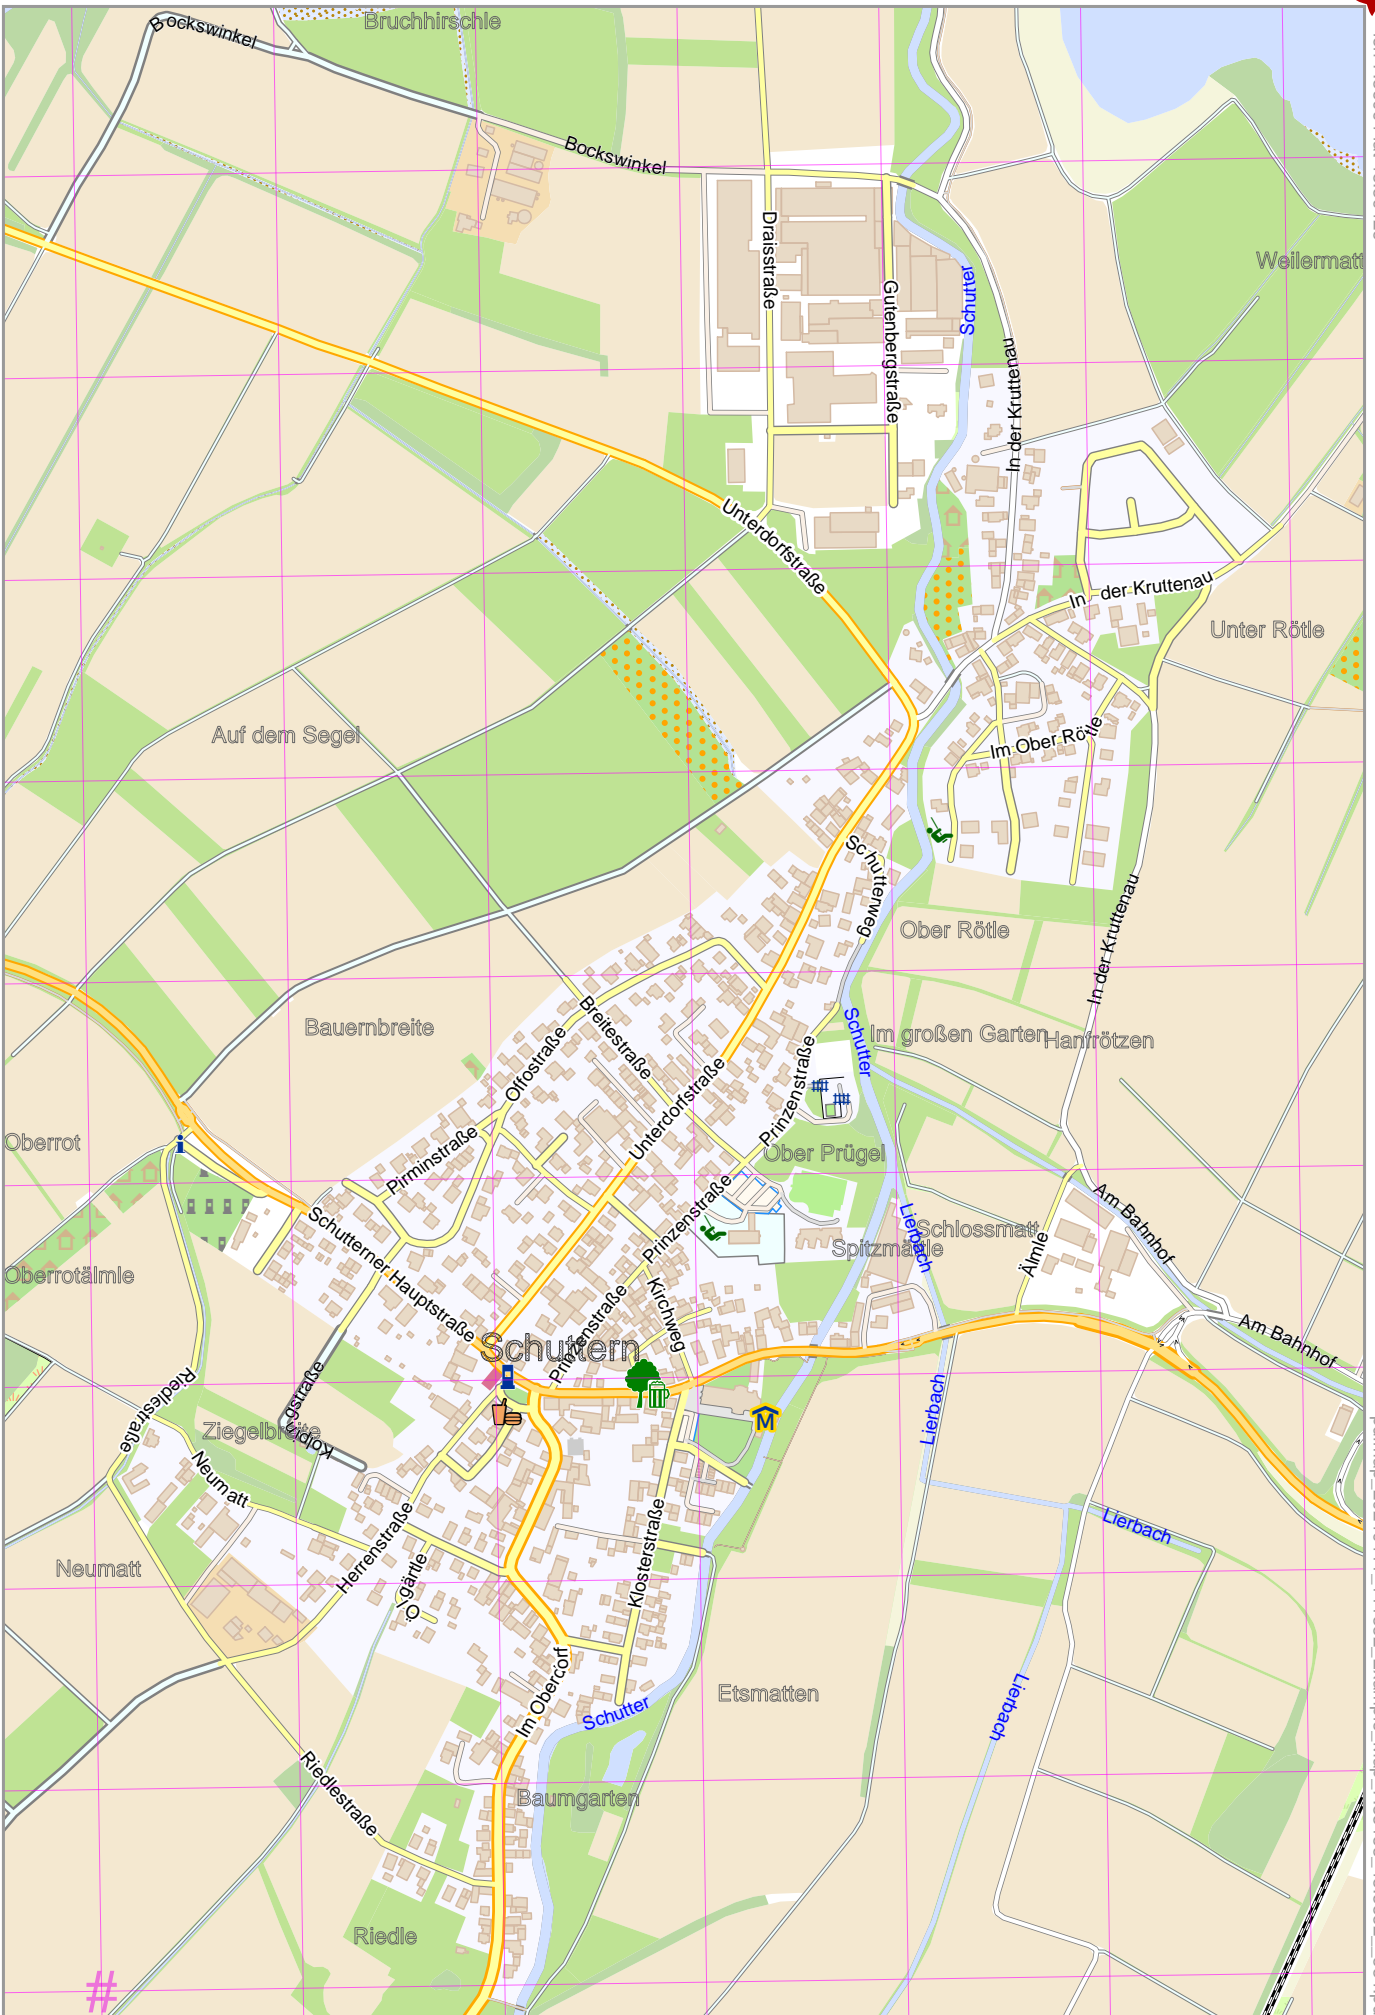 Bruchhirschle
Bockswinkel
Bockswinkel
Draisstraße
Gutenbergstraße
Schutter
Weilermatt
In der Kruttenau
Unterdorfstraße
In der Kruttenau
Unter Rötle
Auf dem Segel
Im Ober Rötle
Schutterweg
Ober Rötle
In der Kruttenau
Bauernbreite
Breitestraße
Offostraße
Schutter
Im großen Garten
Hanfrötzen
Unterdorfstraße
Prinzenstraße
Oberrot
Pirminstraße
Ober Prügel
Prinzenstraße
Am Bahnhof
Schutterner Hauptstraße
Lierbach
Schlossmatt
Spitzmättle
Älmle
Oberrotälmle
Kirchweg
Prinzenstraße
Schuttern
Am Bahnhof
Riedlestraße
Ziegelbreite
M
Lierbach
Neumatt
Herrenstraße
Lierbach
Neumatt
Klosterstraße
Im Oberdorf
Etsmatten
Schutter
Lierbach
Riedlestraße
Baumgarten
Riedle
#